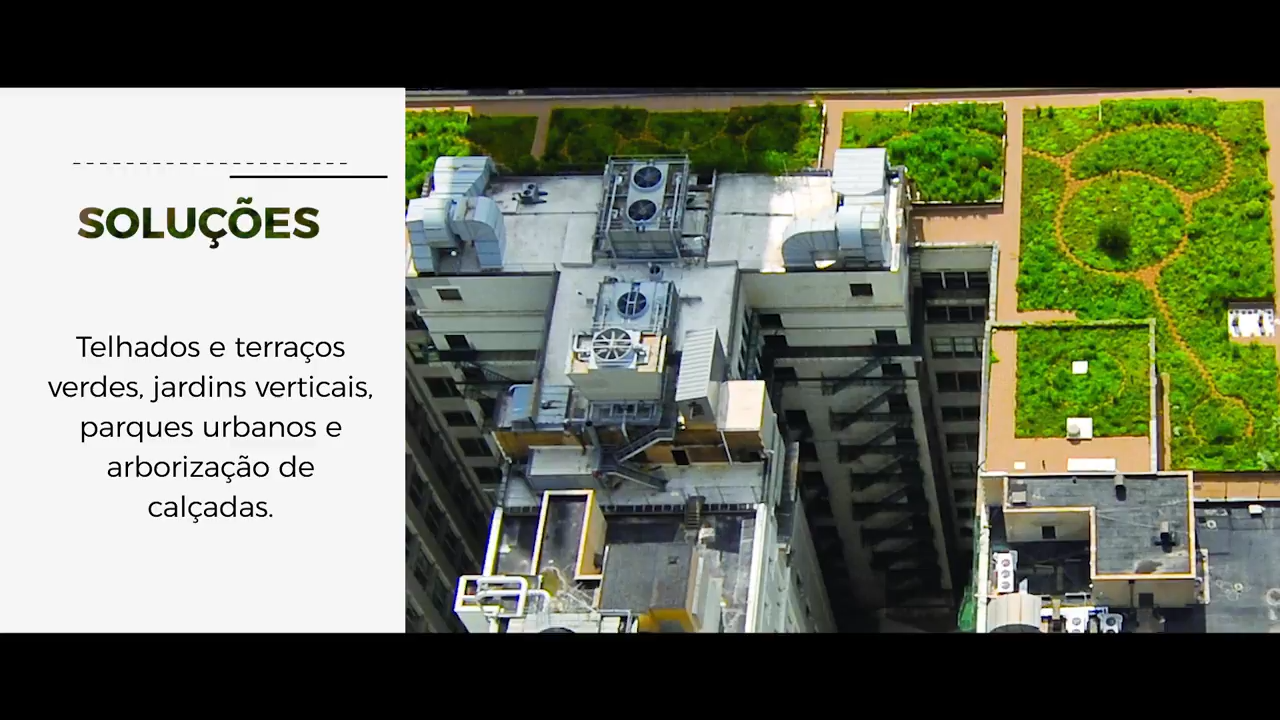 SOLUÇÕES
Telhados e terraços
verdes, jardins verticais,
parques urbanos e
arborização de
calçadas.